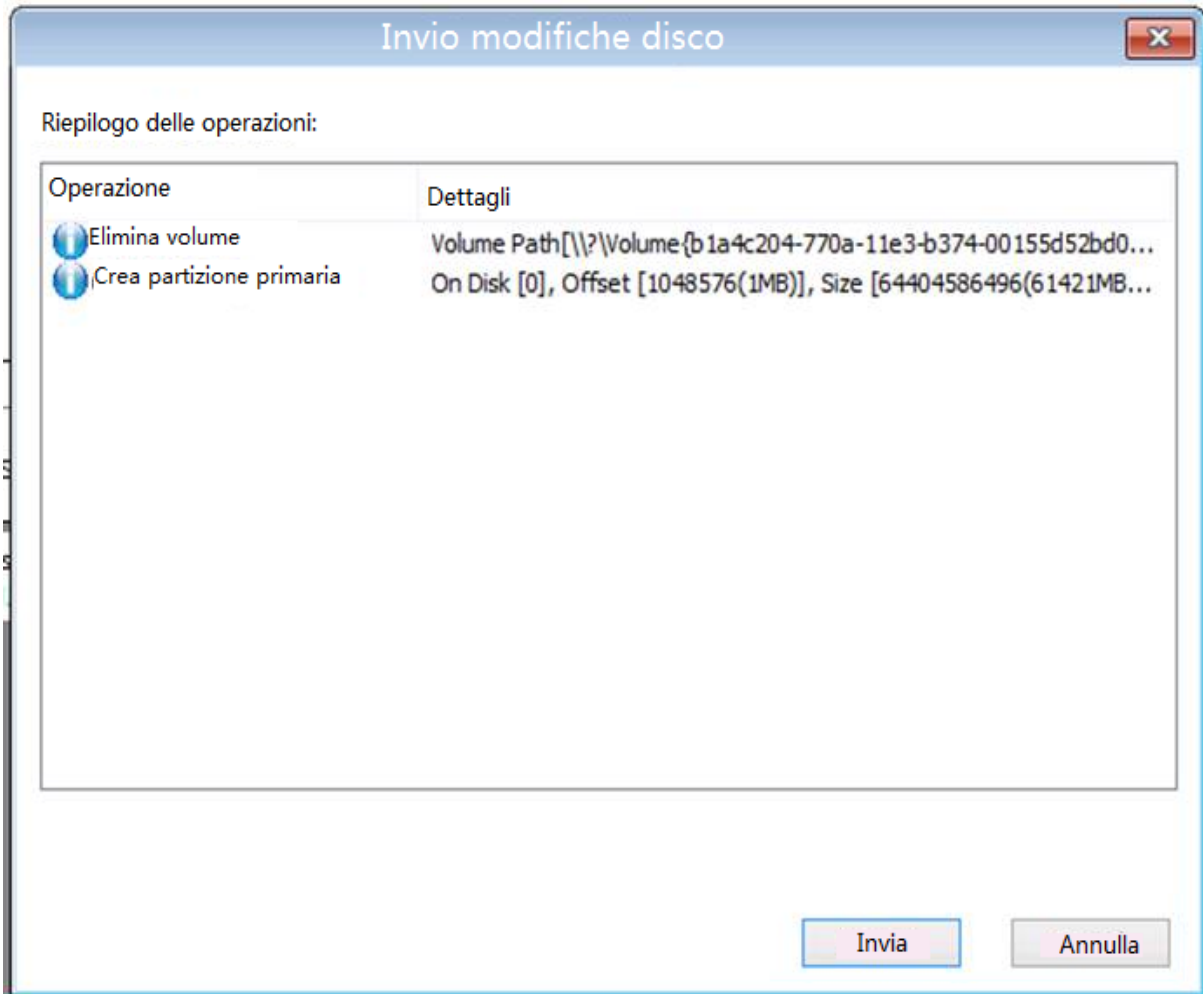 Invio modifiche disco
Riepilogo delle operazioni:
Operazione Dettagli
Elimina volume Volume Path[\\?\Volume{b1a4c204-770a-11e3-b374-00155d52bd0...
Crea partizione primaria On Disk [0], Offset [1048576(1MB)], Size [64404586496(61421MB...
Invia Annulla